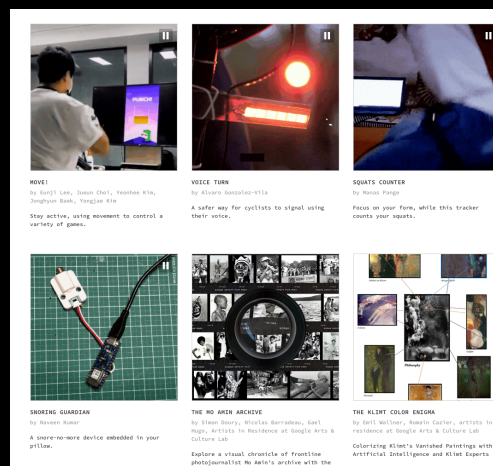 PUNCH!
MOVE!
by Eunji Lee, Jueun Choi, Yeonhee Kim,
Jonghyun Baek, Yongjae Kim
Stay active, using movement to control a
variety of games.
VOICE TURN
by Alvaro Gonzalez-Vila
A safer way for cyclists to signal using
their voice.
SQUATS COUNTER
by Manas Pange
Focus on your form, while this tracker
counts your squats.
SNORING GUARDIAN
by Naveen Kumar
A snore-no-more device embedded in your
pillow.
THE MO AMIN ARCHIVE
by Simon Doury, Nicolas Barradeau, Gael
Hugo, Artists in Residence at Google Arts &
Culture Lab
Explore a visual chronicle of frontline
photojournalist Mo Amin's archive with the
Philosophy
THE KLIMT COLOR ENIGMA
by Emil Wallner, Romain Cazier, artists in
residence at Google Arts & Culture Lab
Colorizing Klimt's Vanished Paintings with
Artificial Intelligence and Klimt Experts